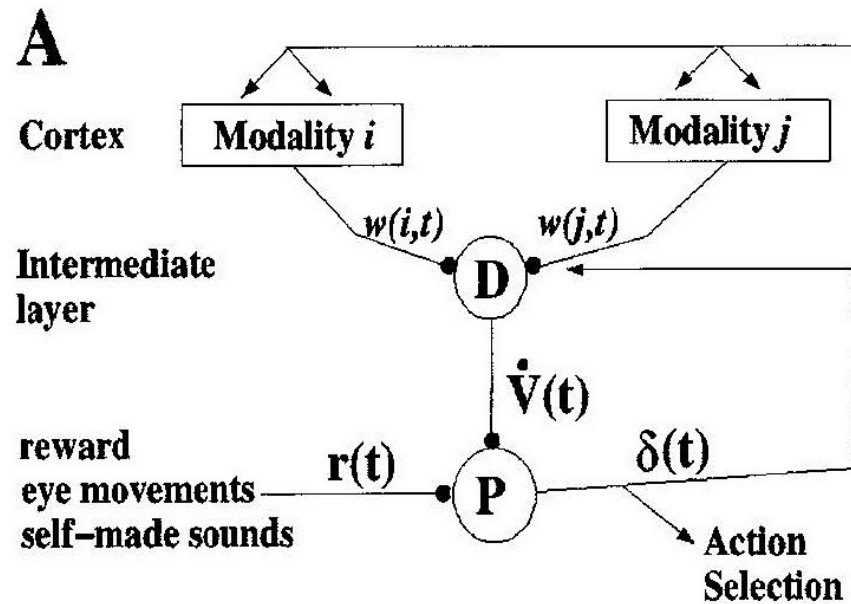 A
Cortex
Modality i
Modality j
w(i,t)
w(j,t)
Intermediate
layer
D
V̇(t)
reward
eye movements
self-made sounds
r(t)
P
δ(t)
Action
Selection